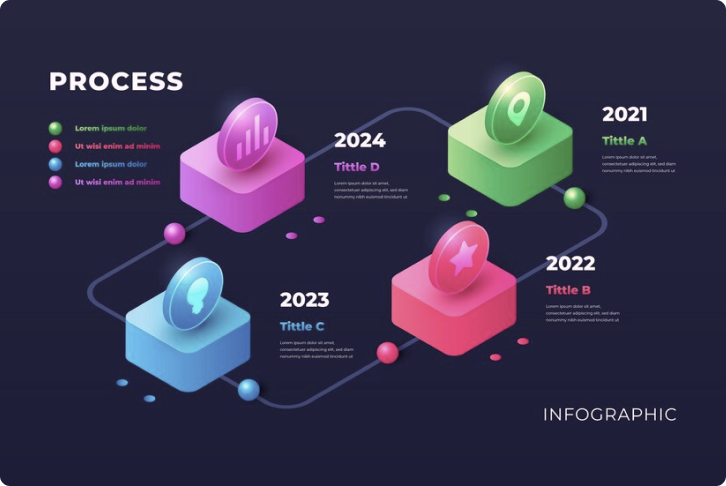 PROCESS
Lorem ipsum dolor
Ut wisi enim ad minim
Lorem ipsum dolor
Ut wisi enim ad minim
2024
Tittle D
Lorem ipsum dolor sit amet,
consectetuer adipiscing elit, sed diam
nonummy nibh euismod tincidunt ut
2021
Tittle A
Lorem ipsum dolor sit amet,
consectetuer adipiscing elit, sed diam
nonummy nibh euismod tincidunt ut
2022
Tittle B
Lorem ipsum dolor sit amet,
consectetuer adipiscing elit, sed diam
nonummy nibh euismod tincidunt ut
2023
Tittle C
Lorem ipsum dolor sit amet,
consectetuer adipiscing elit, sed diam
nonummy nibh euismod tincidunt ut
INFOGRAPHIC